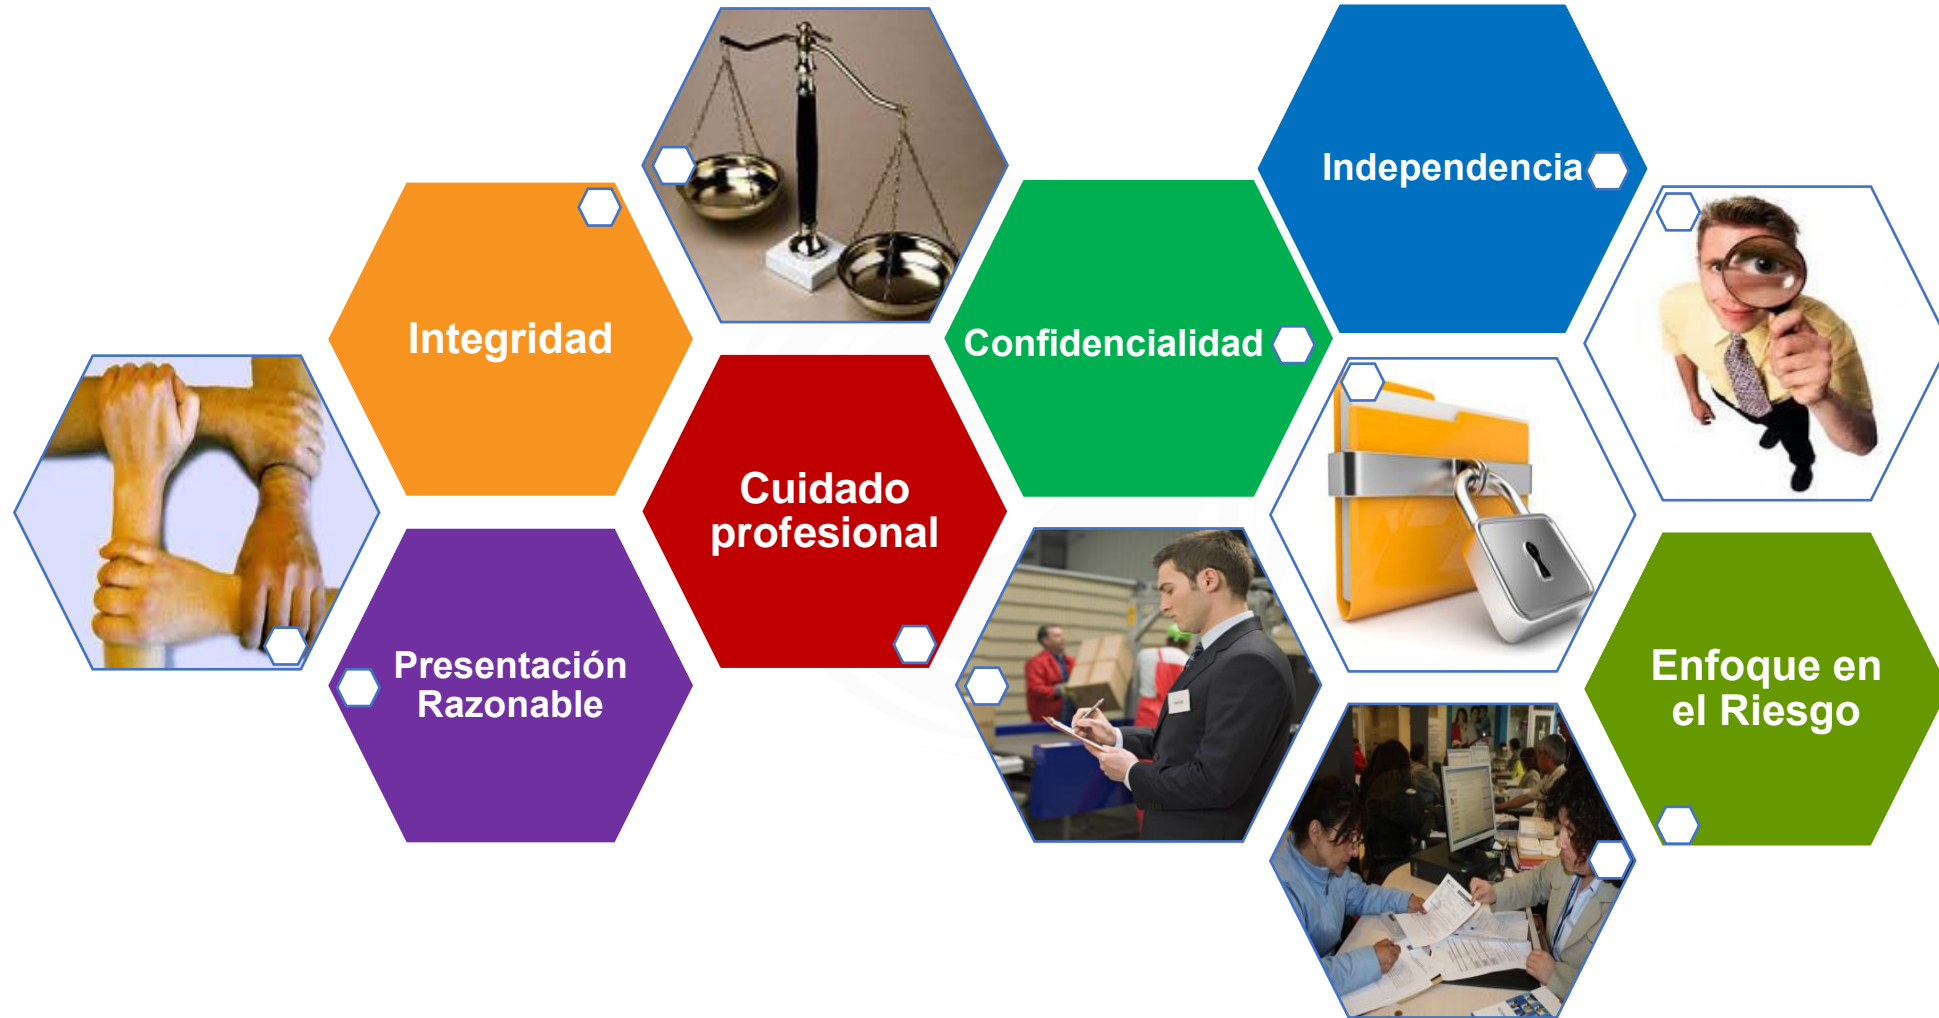 Independencia
Integridad
Confidencialidad
Cuidado
profesional
Presentación
Razonable
Enfoque en
el Riesgo